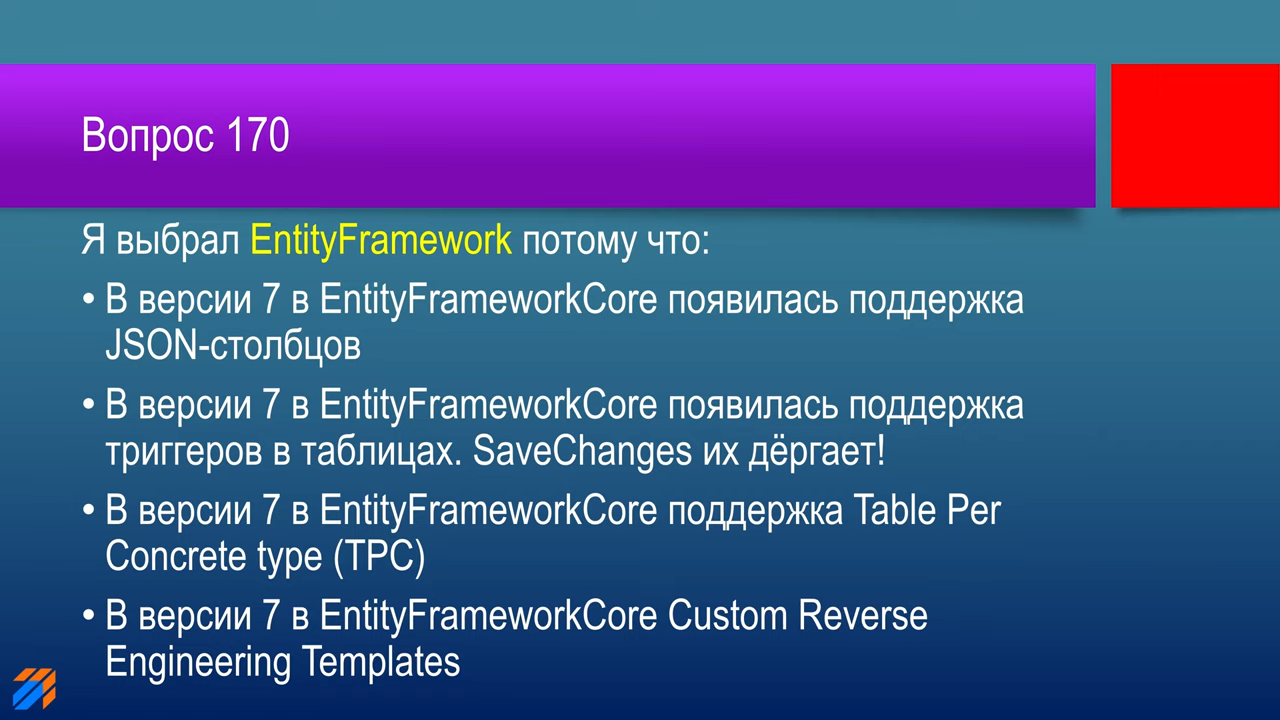 Вопрос 170
Я выбрал EntityFramework потому что:
• В версии 7 в EntityFrameworkCore появилась поддержка
JSON-столбцов
• В версии 7 в EntityFrameworkCore появилась поддержка
триггеров в таблицах. SaveChanges их дёргает!
• В версии 7 в EntityFrameworkCore поддержка Table Per
Concrete type (TPC)
• В версии 7 в EntityFrameworkCore Custom Reverse
Engineering Templates